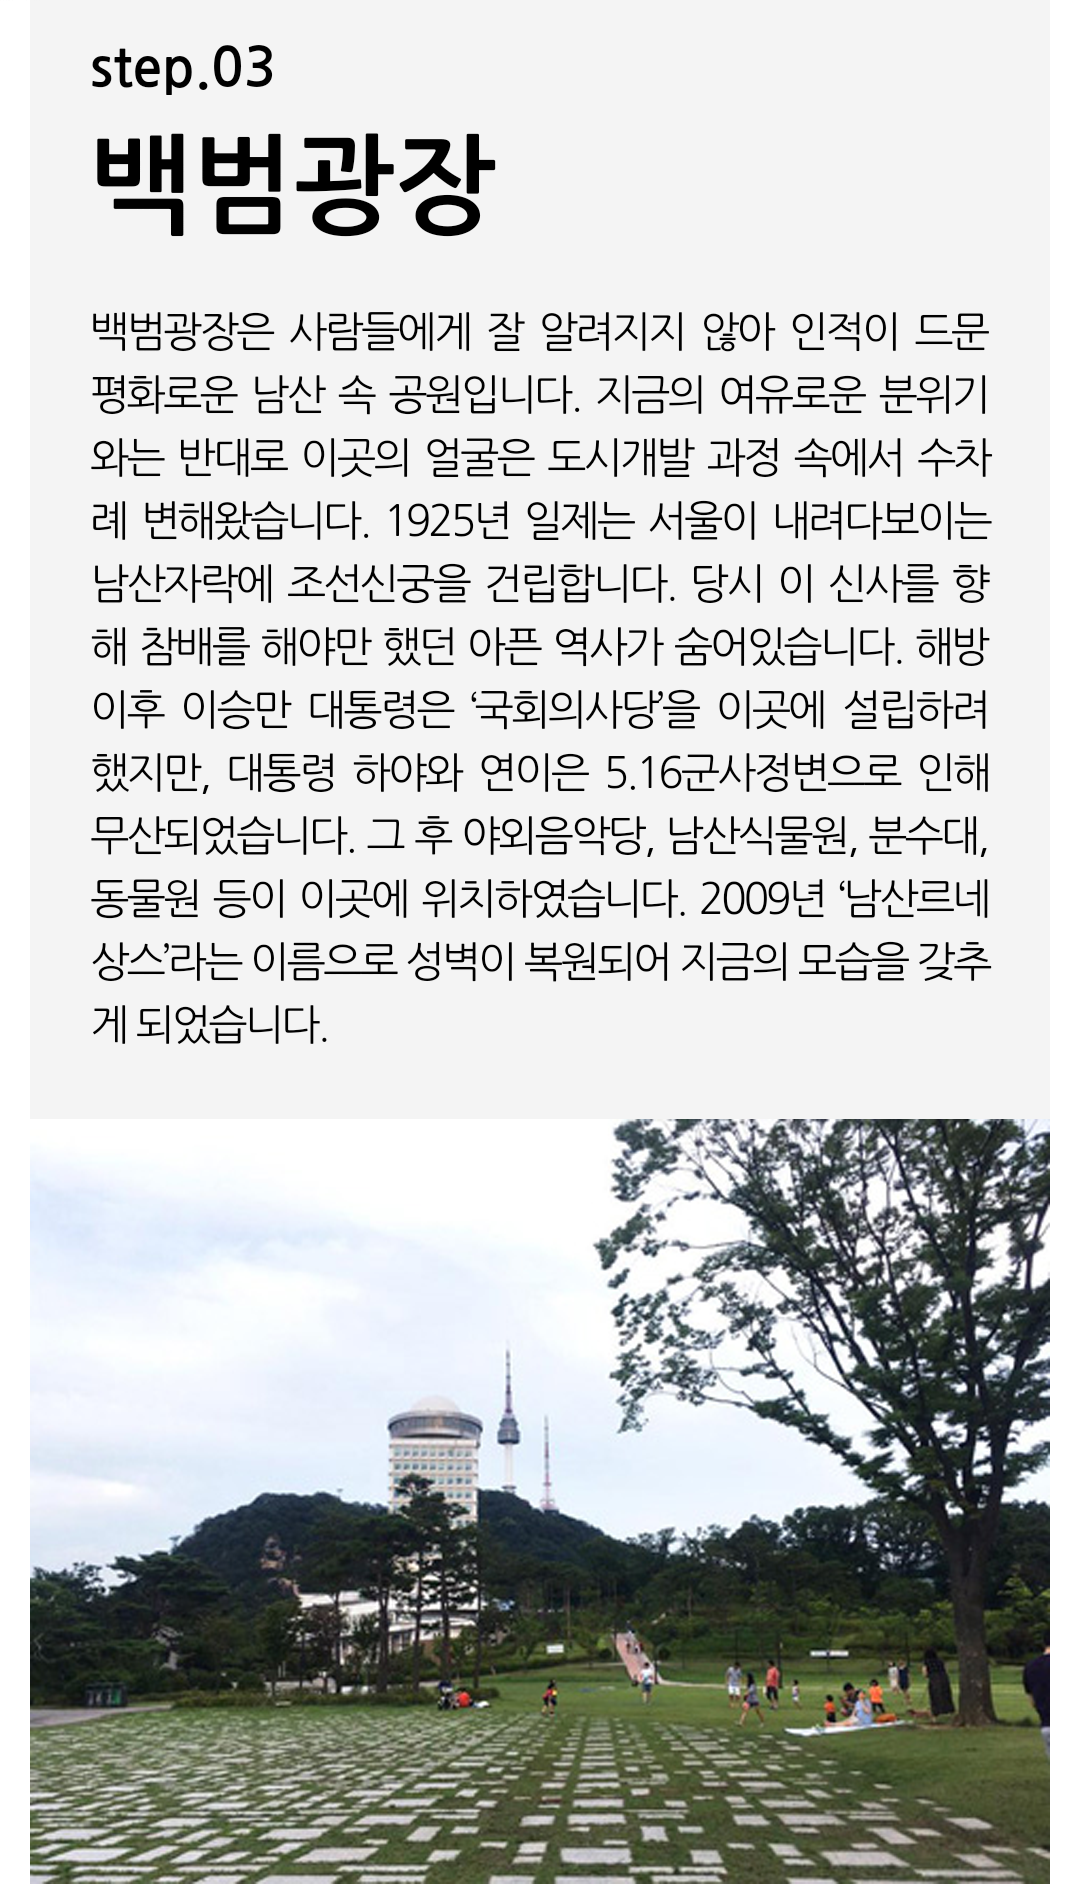 step.03
백범광장
백범광장은 사람들에게 잘 알려지지 않아 인적이 드문
평화로운 남산 속 공원입니다. 지금의 여유로운 분위기
와는 반대로 이곳의 얼굴은 도시개발 과정 속에서 수차
례 변해왔습니다. 1925년 일제는 서울이 내려다보이는
남산자락에 조선신궁을 건립합니다. 당시 이 신사를 향
해 참배를 해야만 했던 아픈 역사가 숨어있습니다. 해방
이후 이승만 대통령은 ‘국회의사당’을 이곳에 설립하려
했지만, 대통령 하야와 연이은 5.16군사정변으로 인해
무산되었습니다. 그 후 야외음악당, 남산식물원, 분수대,
동물원 등이 이곳에 위치하였습니다. 2009년 ‘남산르네
상스’라는 이름으로 성벽이 복원되어 지금의 모습을 갖추
게 되었습니다.